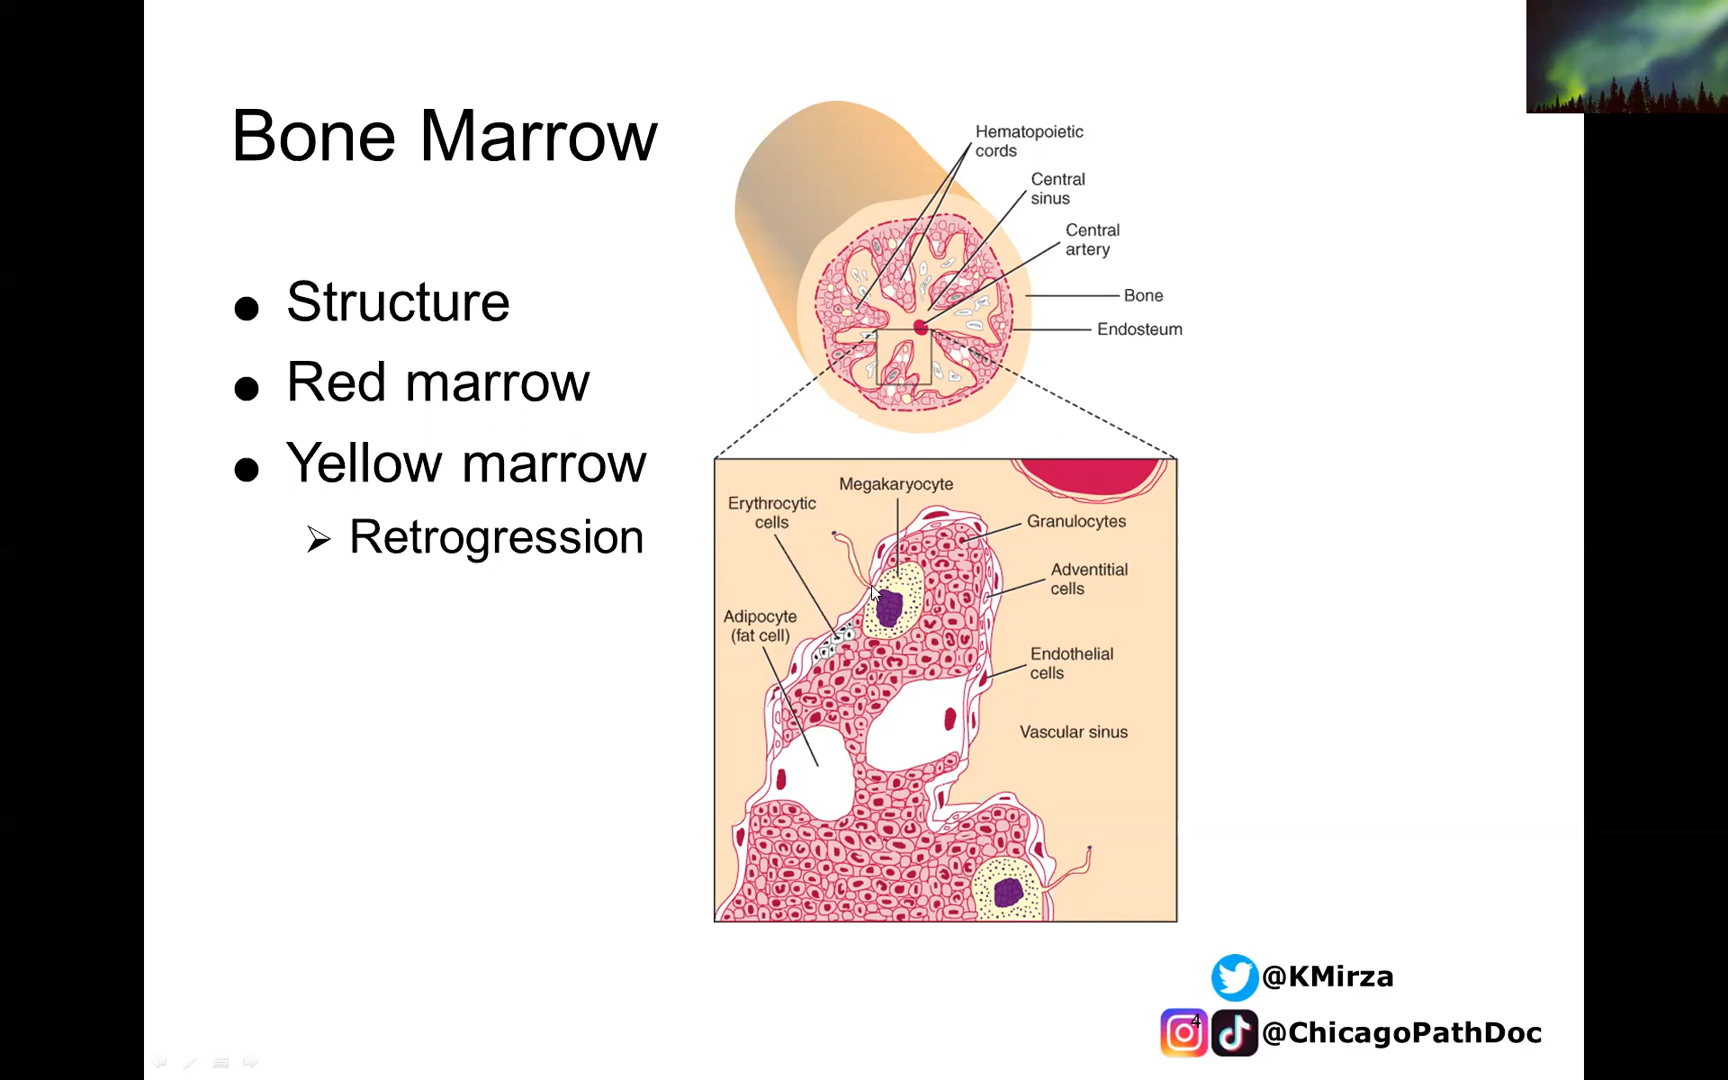 Bone Marrow
● Structure
● Red marrow
● Yellow marrow
➢ Retrogression
Hematopoietic
cords
Central
sinus
Central
artery
Bone
Endosteum
Megakaryocyte
Erythrocytic
cells
Granulocytes
Adventitial
cells
Adipocyte
(fat cell)
Endothelial
cells
Vascular sinus
@KMirza
4
@ChicagoPathDoc